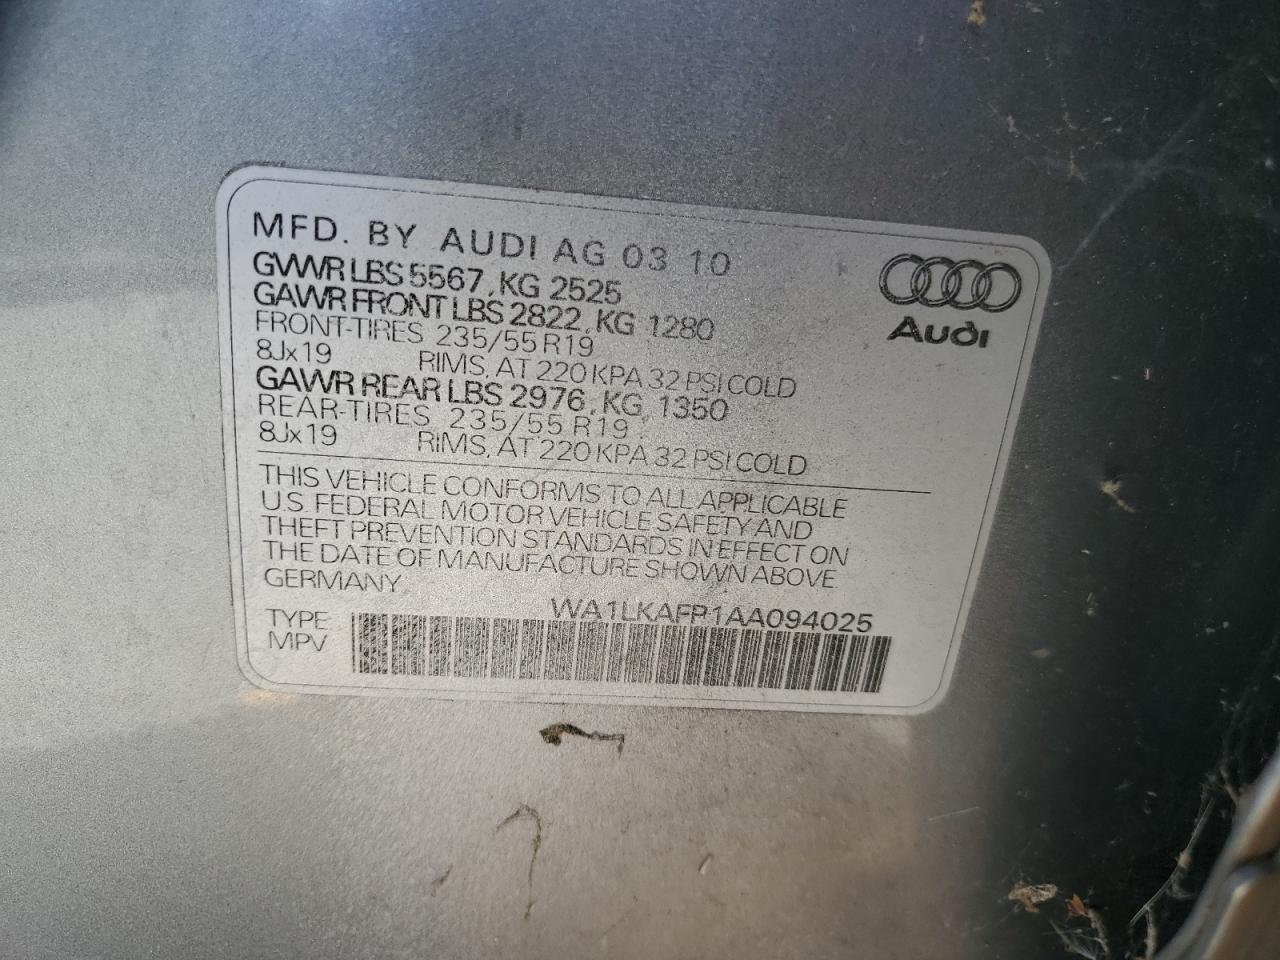 MFD. BY AUDI AG 03 10
GVWR LBS 5567, KG 2525
GAWR FRONT LBS 2822, KG 1280
FRONT-TIRES 235/55 R19
8Jx19 RIMS, AT 220 KPA 32 PSI COLD
GAWR REAR LBS 2976, KG 1350
REAR-TIRES 235/55 R19
8Jx19 RIMS, AT 220 KPA 32 PSI COLD
Audi
THIS VEHICLE CONFORMS TO ALL APPLICABLE
U.S. FEDERAL MOTOR VEHICLE SAFETY AND
THEFT PREVENTION STANDARDS IN EFFECT ON
THE DATE OF MANUFACTURE SHOWN ABOVE
GERMANY
WA1LKAFP1AA094025
TYPE
MPV